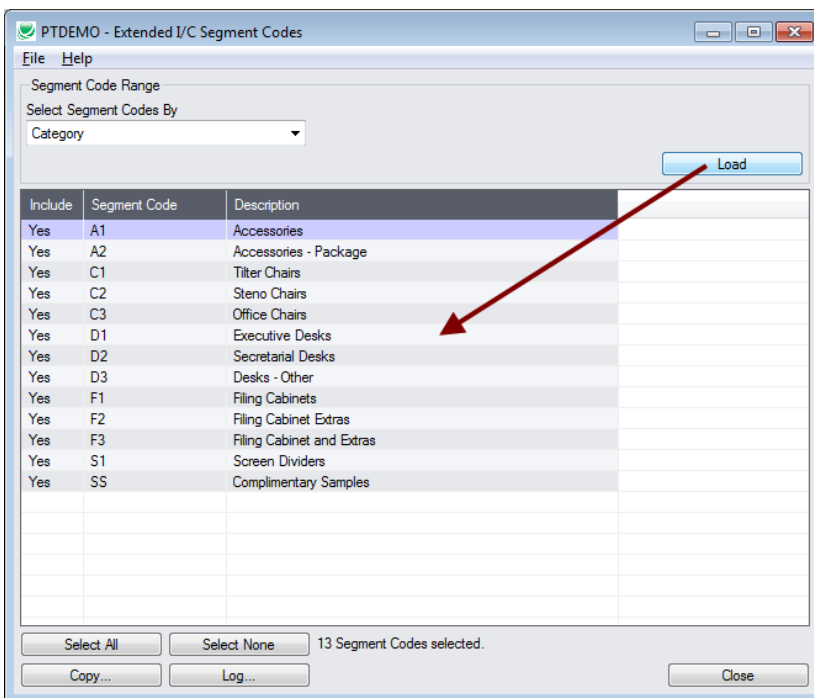 PTDEMO - Extended I/C Segment Codes
File Help
Segment Code Range
Select Segment Codes By
Category
Load
Include Segment Code Description
Yes A1 Accessories
Yes A2 Accessories - Package
Yes C1 Tilter Chairs
Yes C2 Steno Chairs
Yes C3 Office Chairs
Yes D1 Executive Desks
Yes D2 Secretarial Desks
Yes D3 Desks - Other
Yes F1 Filing Cabinets
Yes F2 Filing Cabinet Extras
Yes F3 Filing Cabinet and Extras
Yes S1 Screen Dividers
Yes SS Complimentary Samples
Select All Select None 13 Segment Codes selected.
Copy... Log... Close